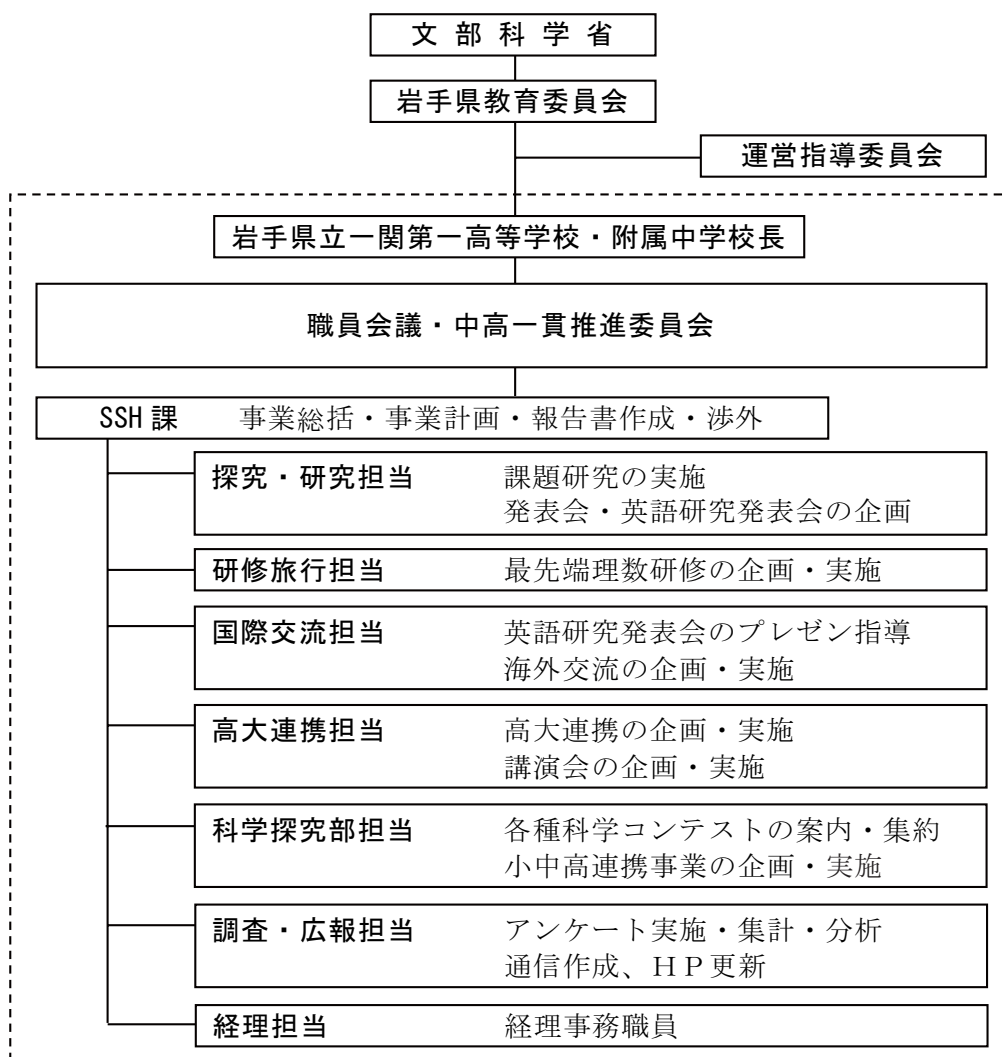 文 部 科 学 省
岩手県教育委員会
運営指導委員会
岩手県立一関第一高等学校・附属中学校長
職員会議・中高一貫推進委員会
SSH課 事業総括・事業計画・報告書作成・渉外
探究・研究担当 課題研究の実施
発表会・英語研究発表会の企画
研修旅行担当 最先端理数研修の企画・実施
国際交流担当 英語研究発表会のプレゼン指導
海外交流の企画・実施
高大連携担当 高大連携の企画・実施
講演会の企画・実施
科学探究部担当 各種科学コンテストの案内・集約
小中高連携事業の企画・実施
調査・広報担当 アンケート実施・集計・分析
通信作成、ＨＰ更新
経理担当 経理事務職員